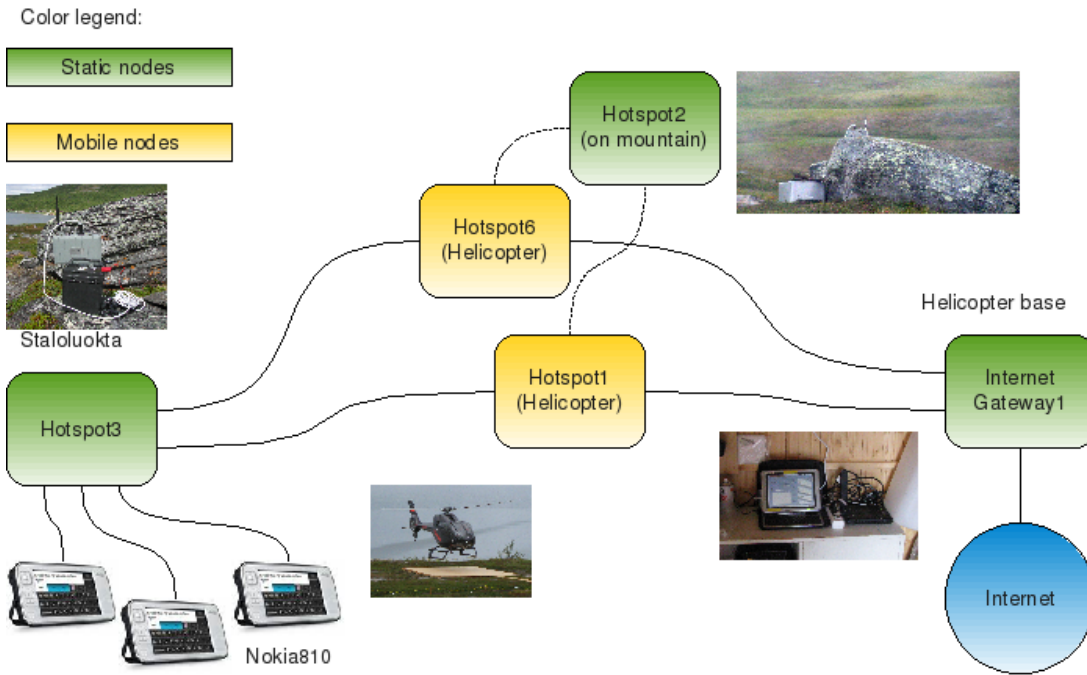 Color legend:
Static nodes
Mobile nodes
Hotspot2
(on mountain)
Hotspot6
(Helicopter)
Staloluokta
Helicopter base
Hotspot3
Hotspot1
(Helicopter)
Internet
Gateway1
Internet
Nokia810